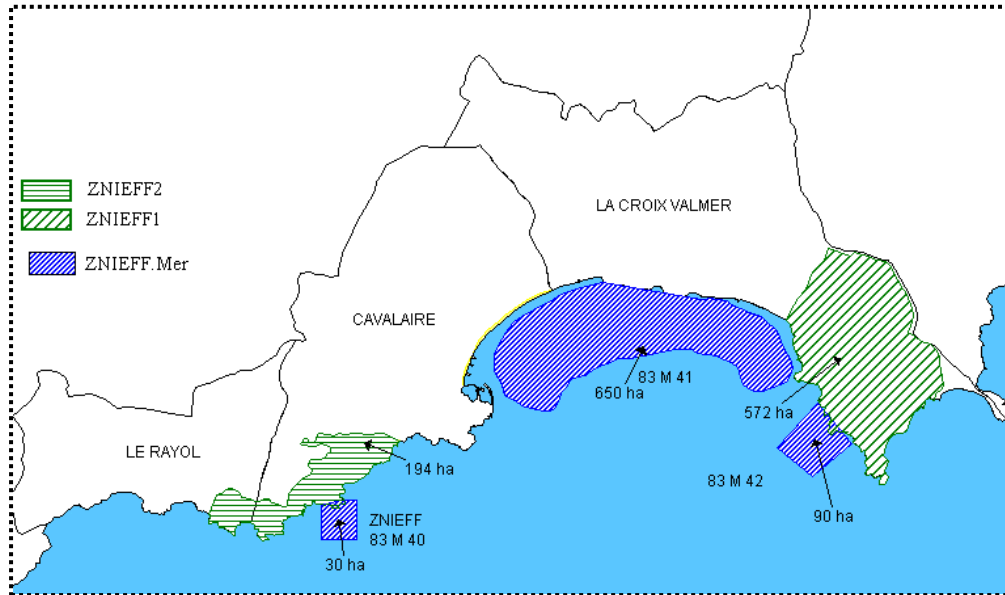 ZNIEFF2
ZNIEFF1
ZNIEFF.Mer
LA CROIX VALMER
CAVALAIRE
LE RAYOL
83 M 41
650 ha
572 ha
194 ha
83 M 42
90 ha
ZNIEFF
83 M 40
30 ha